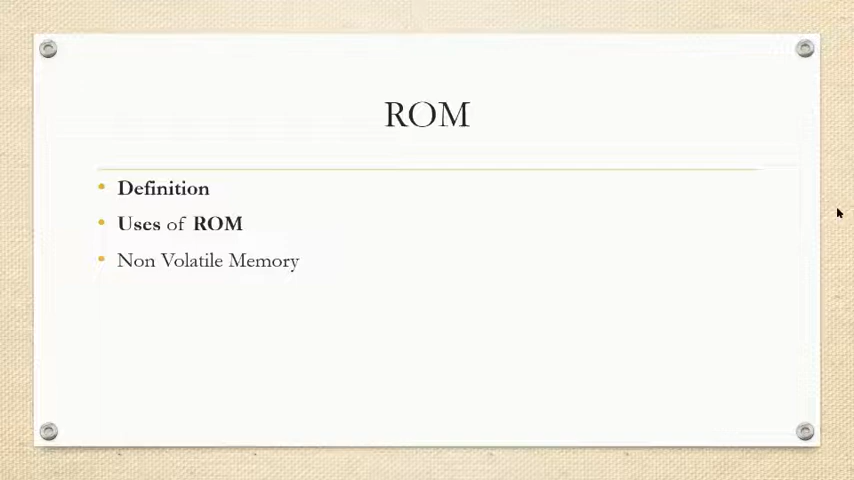 ROM
Definition
Uses of ROM
Non Volatile Memory